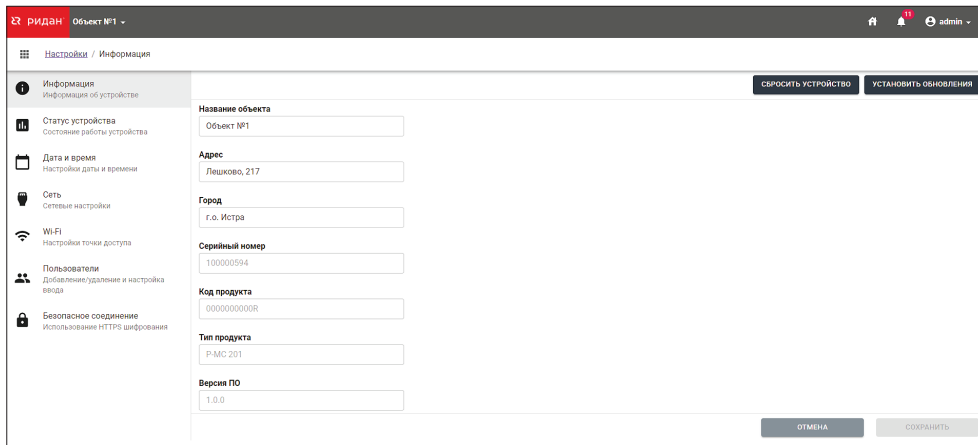 ридан Объект №1 11 admin
Настройки / Информация
Информация
Информация об устройстве
Статус устройства
Состояние работы устройства
Дата и время
Настройки даты и времени
Сеть
Сетевые настройки
Wi-Fi
Настройки точки доступа
Пользователи
Добавление/удаление и настройка
ввода
Безопасное соединение
Использование HTTPS шифрования
СБРОСИТЬ УСТРОЙСТВО УСТАНОВИТЬ ОБНОВЛЕНИЯ
Название объекта
Объект №1
Адрес
Лешково, 217
Город
г.о. Истра
Серийный номер
100000594
Код продукта
0000000000R
Тип продукта
Р-МС 201
Версия ПО
1.0.0
ОТМЕНА СОХРАНИТЬ